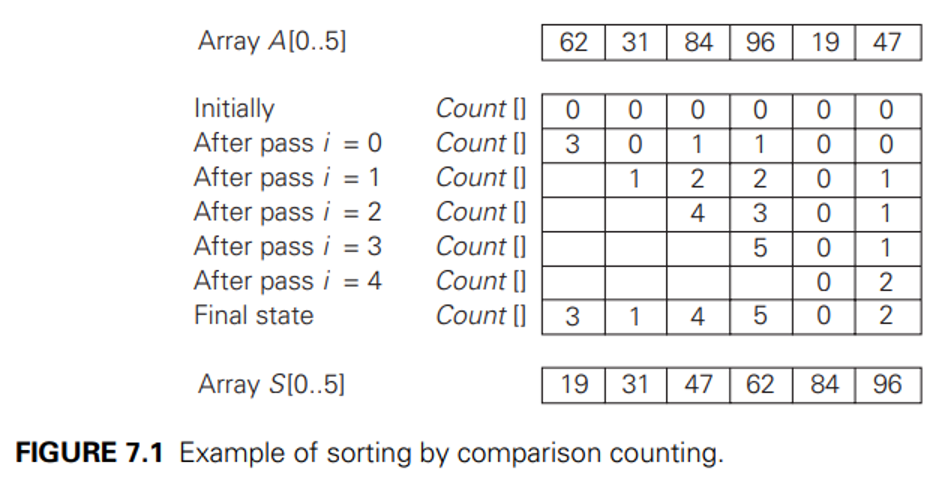 Array A[0..5] 62 31 84 96 19 47
Initially Count [] 0 0 0 0 0 0
After pass i = 0 Count [] 3 0 1 1 0 0
After pass i = 1 Count [] 1 2 2 0 1
After pass i = 2 Count [] 4 3 0 1
After pass i = 3 Count [] 5 0 1
After pass i = 4 Count [] 0 2
Final state Count [] 3 1 4 5 0 2
Array S[0..5] 19 31 47 62 84 96
FIGURE 7.1 Example of sorting by comparison counting.